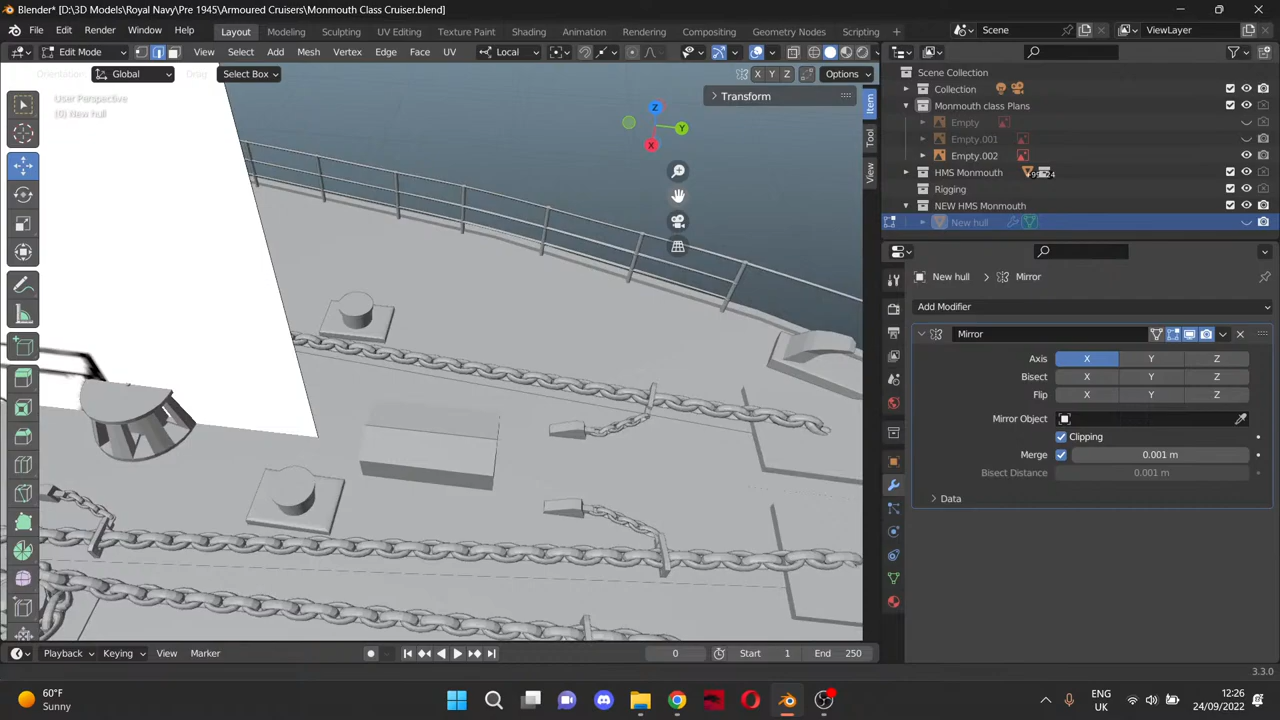 Blender* [D:\3D Models\Royal Navy\Pre 1945\Armoured Cruisers\Monmouth Class Cruiser.blend]
File Edit Render Window Help Layout Modeling Sculpting UV Editing Texture Paint Shading Animation Rendering Compositing Geometry Nodes Scripting Scene ViewLayer
Edit Mode View Select Add Mesh Vertex Edge Face UV Local
Orientation: Global Drag: Select Box X Y Z Options
User Perspective
(0) New hull
Transform
Item
Tool
View
Z
Y
X
Scene Collection
Collection
Monmouth class Plans
Empty
Empty.001
Empty.002
HMS Monmouth
Rigging
NEW HMS Monmouth
New hull
New hull Mirror
Add Modifier
Mirror
Axis X Y Z
Bisect X Y Z
Flip X Y Z
Mirror Object
Clipping
Merge 0.001 m
Bisect Distance 0.001 m
Data
Playback Keying View Marker 0 Start 1 End 250
3.3.0
60°F
Sunny
ENG
UK
12:26
24/09/2022